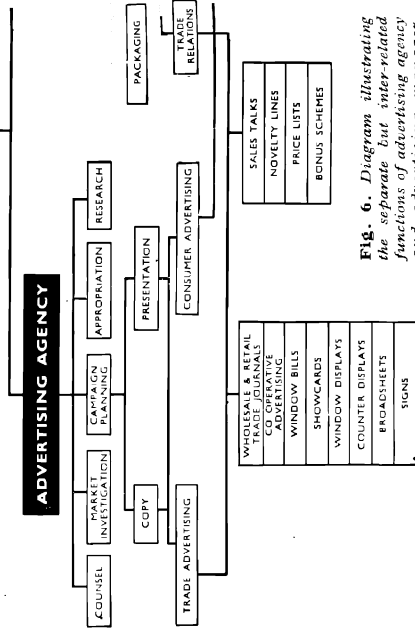 ADVERTISING AGENCY
COUNSEL
MARKET
INVESTIGATION
CAMPAIGN
PLANNING
APPROPRIATION
RESEARCH
COPY
PRESENTATION
PACKAGING
TRADE ADVERTISING
CONSUMER ADVERTISING
TRADE
RELATIONS
WHOLESALE & RETAIL
TRADE JOURNALS
CO OPERATIVE
ADVERTISING
WINDOW BILLS
SHOWCARDS
WINDOW DISPLAYS
COUNTER DISPLAYS
BROADSHEETS
SIGNS
SALES TALKS
NOVELTY LINES
PRICE LISTS
BONUS SCHEMES
Fig. 6. Diagram illustrating
the separate but inter-related
functions of advertising agency